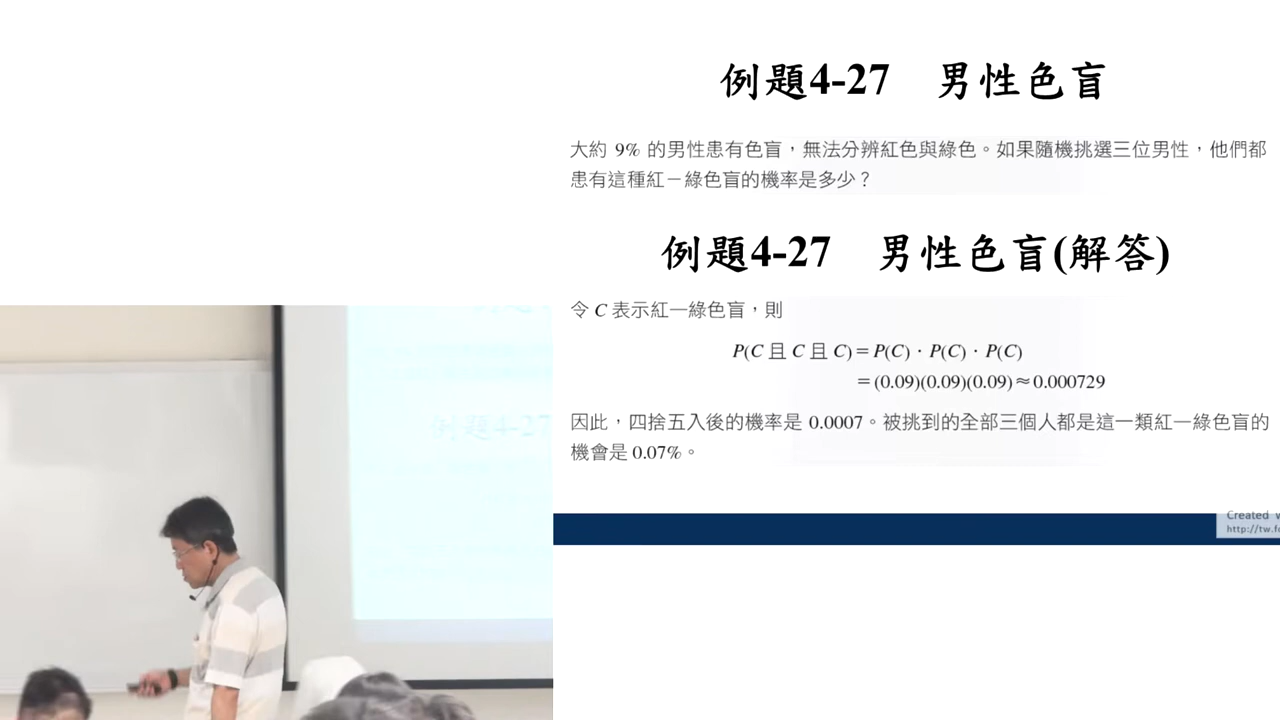 例題4-27 男性色盲
大約 9% 的男性患有色盲，無法分辨紅色與綠色。如果隨機挑選三位男性，他們都
患有這種紅－綠色盲的機率是多少？
例題4-27 男性色盲(解答)
令 C 表示紅—綠色盲，則
P(C 且 C 且 C)＝P(C)．P(C)．P(C)
＝(0.09)(0.09)(0.09)≈0.000729
因此，四捨五入後的機率是 0.0007。被挑到的全部三個人都是這一類紅—綠色盲的
機會是 0.07%。
Created
http://tw.fo
例題4-27